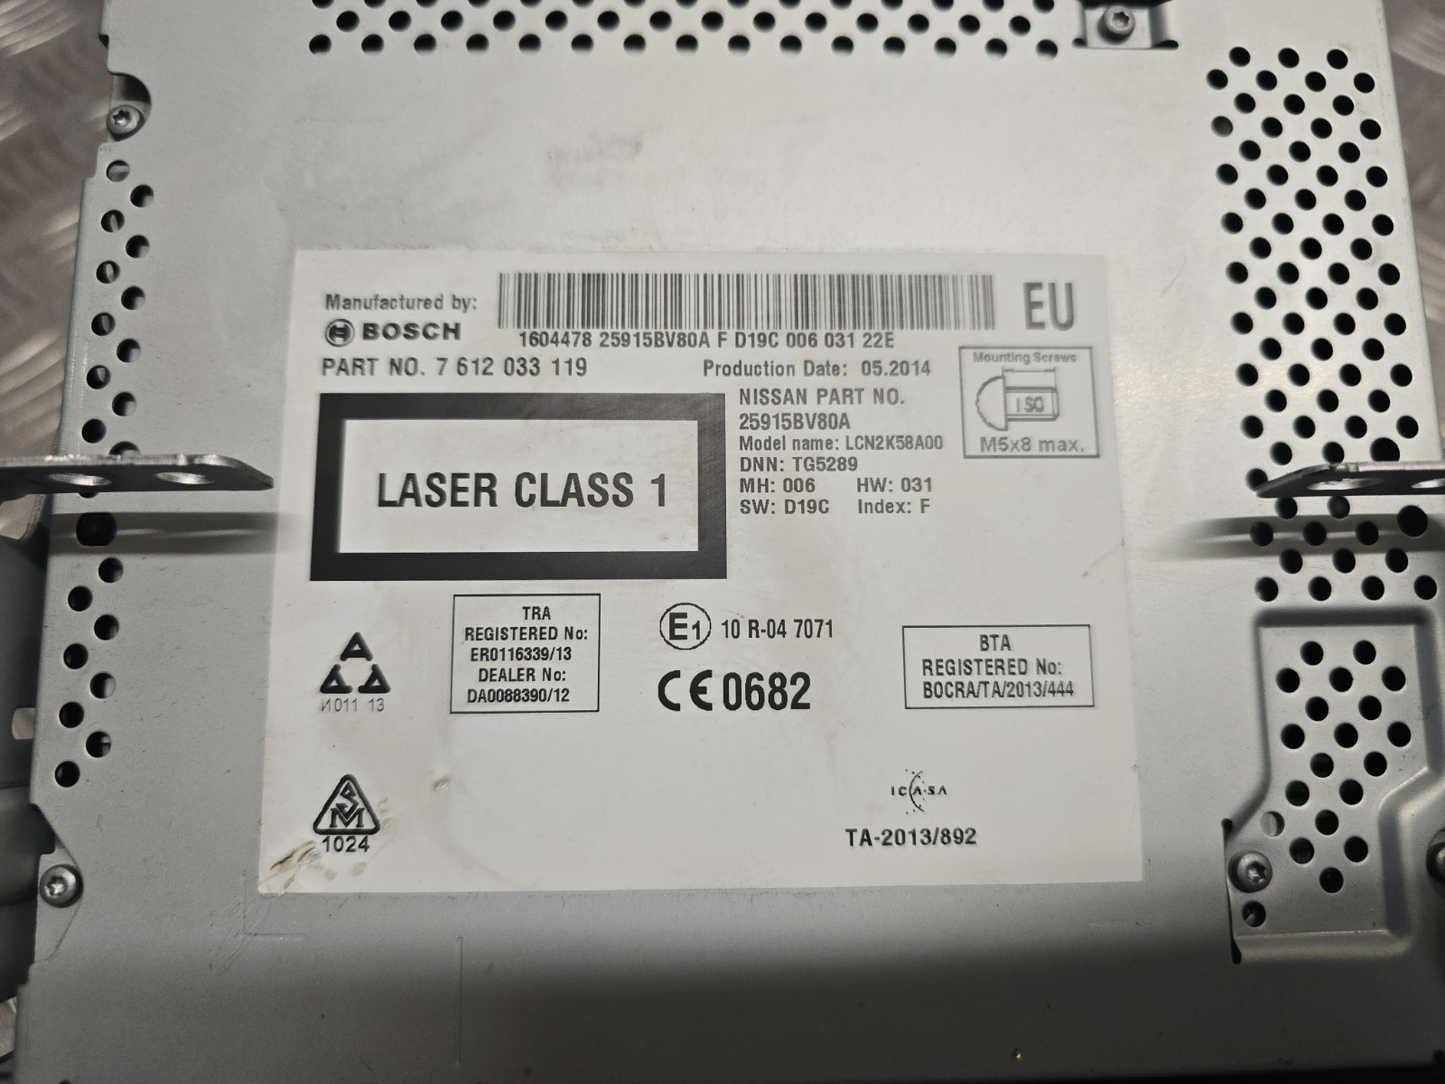 Manufactured by:
BOSCH
EU
1604478 25915BV80A F D19C 006 031 22E
PART NO. 7 612 033 119
Production Date: 05.2014
Mounting Screws
ISO
M5x8 max.
NISSAN PART NO.
25915BV80A
Model name: LCN2K58A00
DNN: TG5289
MH: 006 HW: 031
SW: D19C Index: F
LASER CLASS 1
TRA
REGISTERED No:
ER0116339/13
DEALER No:
DA0088390/12
E1 10 R-04 7071
CE 0682
BTA
REGISTERED No:
BOCRA/TA/2013/444
A
A A
И011 13
SM
1024
ICASA
TA-2013/892